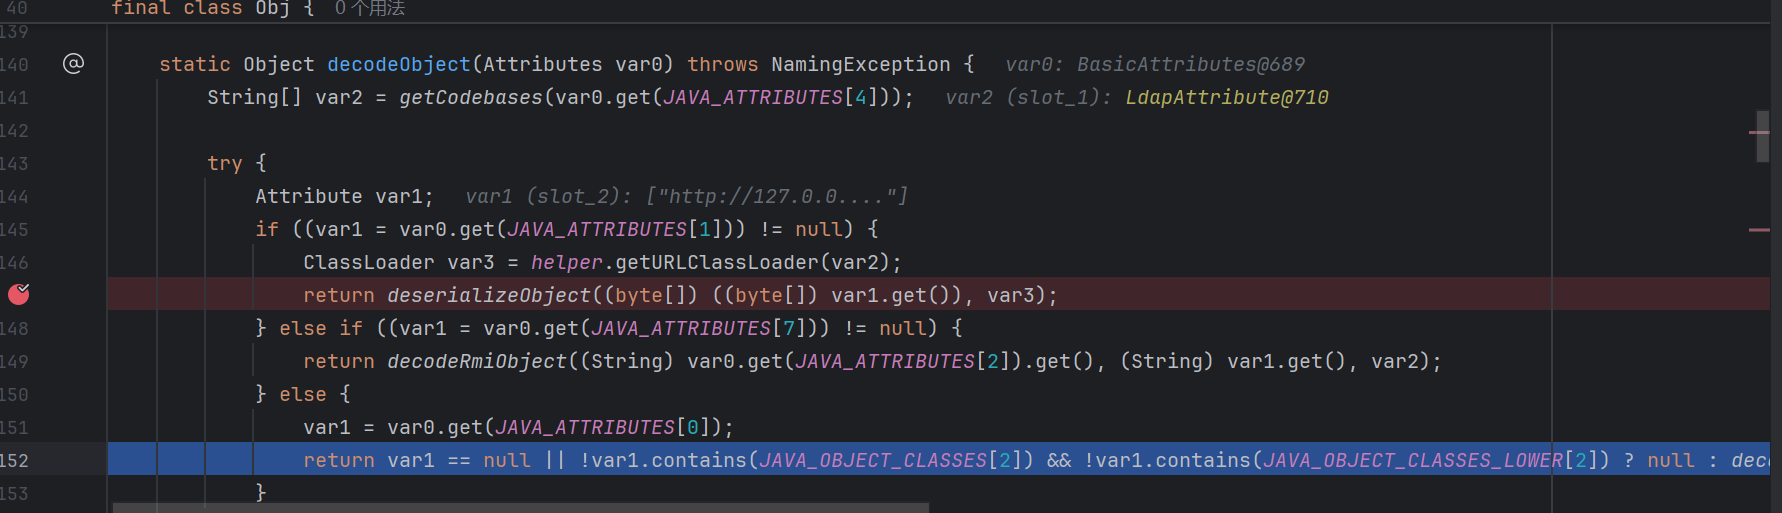 40 final class Obj { 0 个用法
139
140 @ static Object decodeObject(Attributes var0) throws NamingException { var0: BasicAttributes@689
141 String[] var2 = getCodebases(var0.get(JAVA_ATTRIBUTES[4])); var2 (slot_1): LdapAttribute@710
142
143 try {
144 Attribute var1; var1 (slot_2): ["http://127.0.0...."]
145 if ((var1 = var0.get(JAVA_ATTRIBUTES[1])) != null) {
146 ClassLoader var3 = helper.getURLClassLoader(var2);
return deserializeObject((byte[]) ((byte[]) var1.get()), var3);
148 } else if ((var1 = var0.get(JAVA_ATTRIBUTES[7])) != null) {
149 return decodeRmiObject((String) var0.get(JAVA_ATTRIBUTES[2]).get(), (String) var1.get(), var2);
150 } else {
151 var1 = var0.get(JAVA_ATTRIBUTES[0]);
152 return var1 == null || !var1.contains(JAVA_OBJECT_CLASSES[2]) && !var1.contains(JAVA_OBJECT_CLASSES_LOWER[2]) ? null : deco
153 }